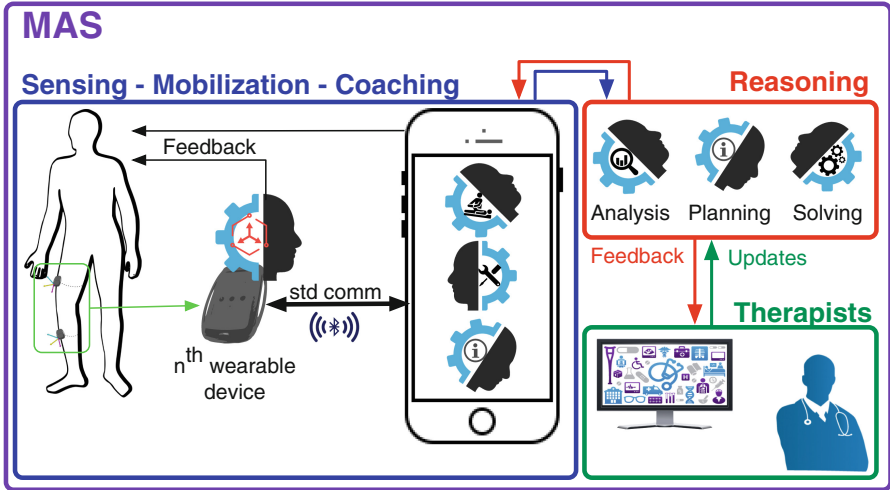 MAS
Sensing - Mobilization - Coaching
Reasoning
Feedback
Analysis
Planning
Solving
std comm
nth wearable
device
Feedback
Updates
Therapists